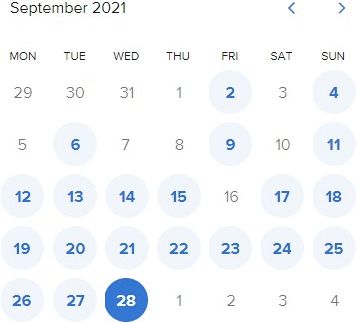 September 2021
MON TUE WED THU FRI SAT SUN
29 30 31 1 2 3 4
5 6 7 8 9 10 11
12 13 14 15 16 17 18
19 20 21 22 23 24 25
26 27 28 1 2 3 4